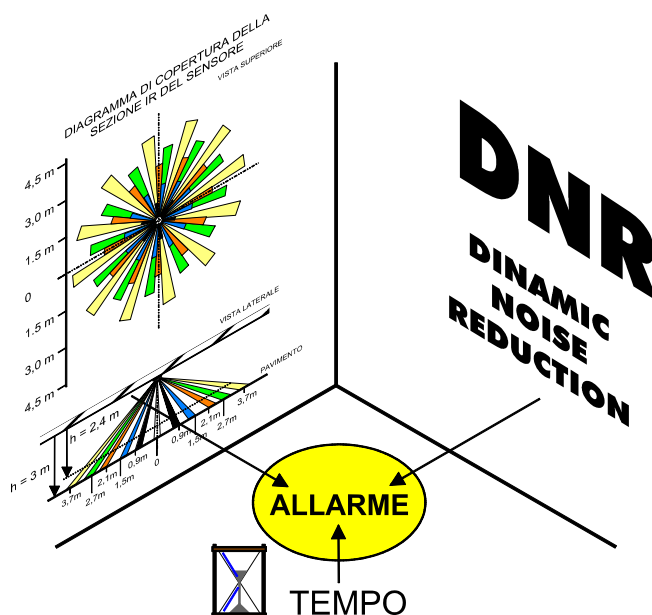 DIAGRAMMA DI COPERTURA DELLA
SEZIONE IR DEL SENSORE
VISTA SUPERIORE
4,5 m
3,0 m
1.5 m
0
1.5 m
3,0 m
4,5 m
VISTA LATERALE
PAVIMENTO
h = 2,4 m
h = 3 m
3,7m
2,7m
2.1m
1,5m
0,9m
0
0,9m
1,5m
2.1m
2,7m
3.7m
DNR
DINAMIC
NOISE
REDUCTION
ALLARME
TEMPO